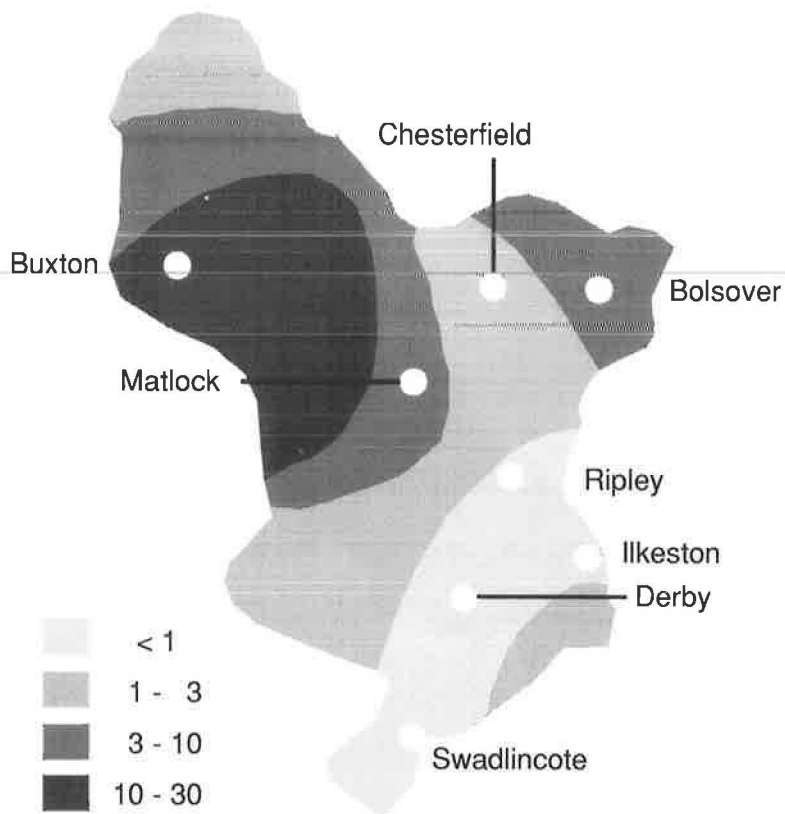 Chesterfield
Buxton
Bolsover
Matlock
Ripley
Ilkeston
Derby
< 1
1 - 3
3 - 10
10 - 30
Swadlincote